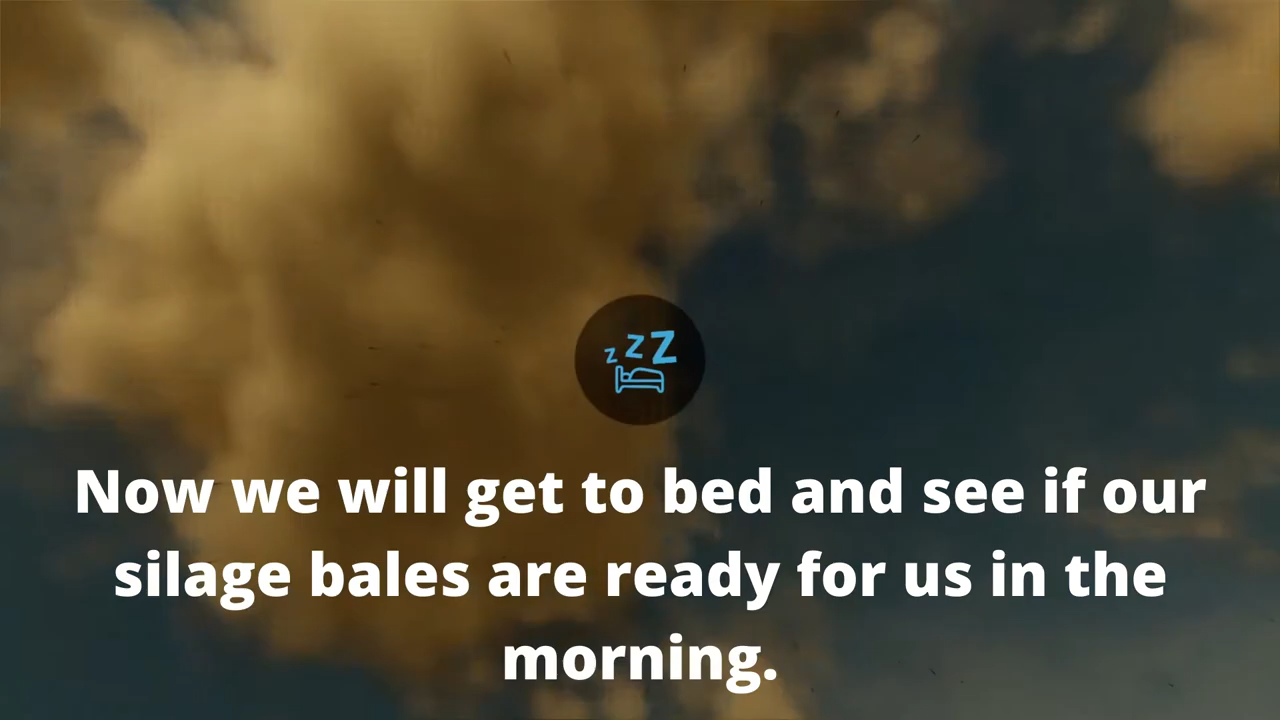 z z Z
Now we will get to bed and see if our
silage bales are ready for us in the
morning.